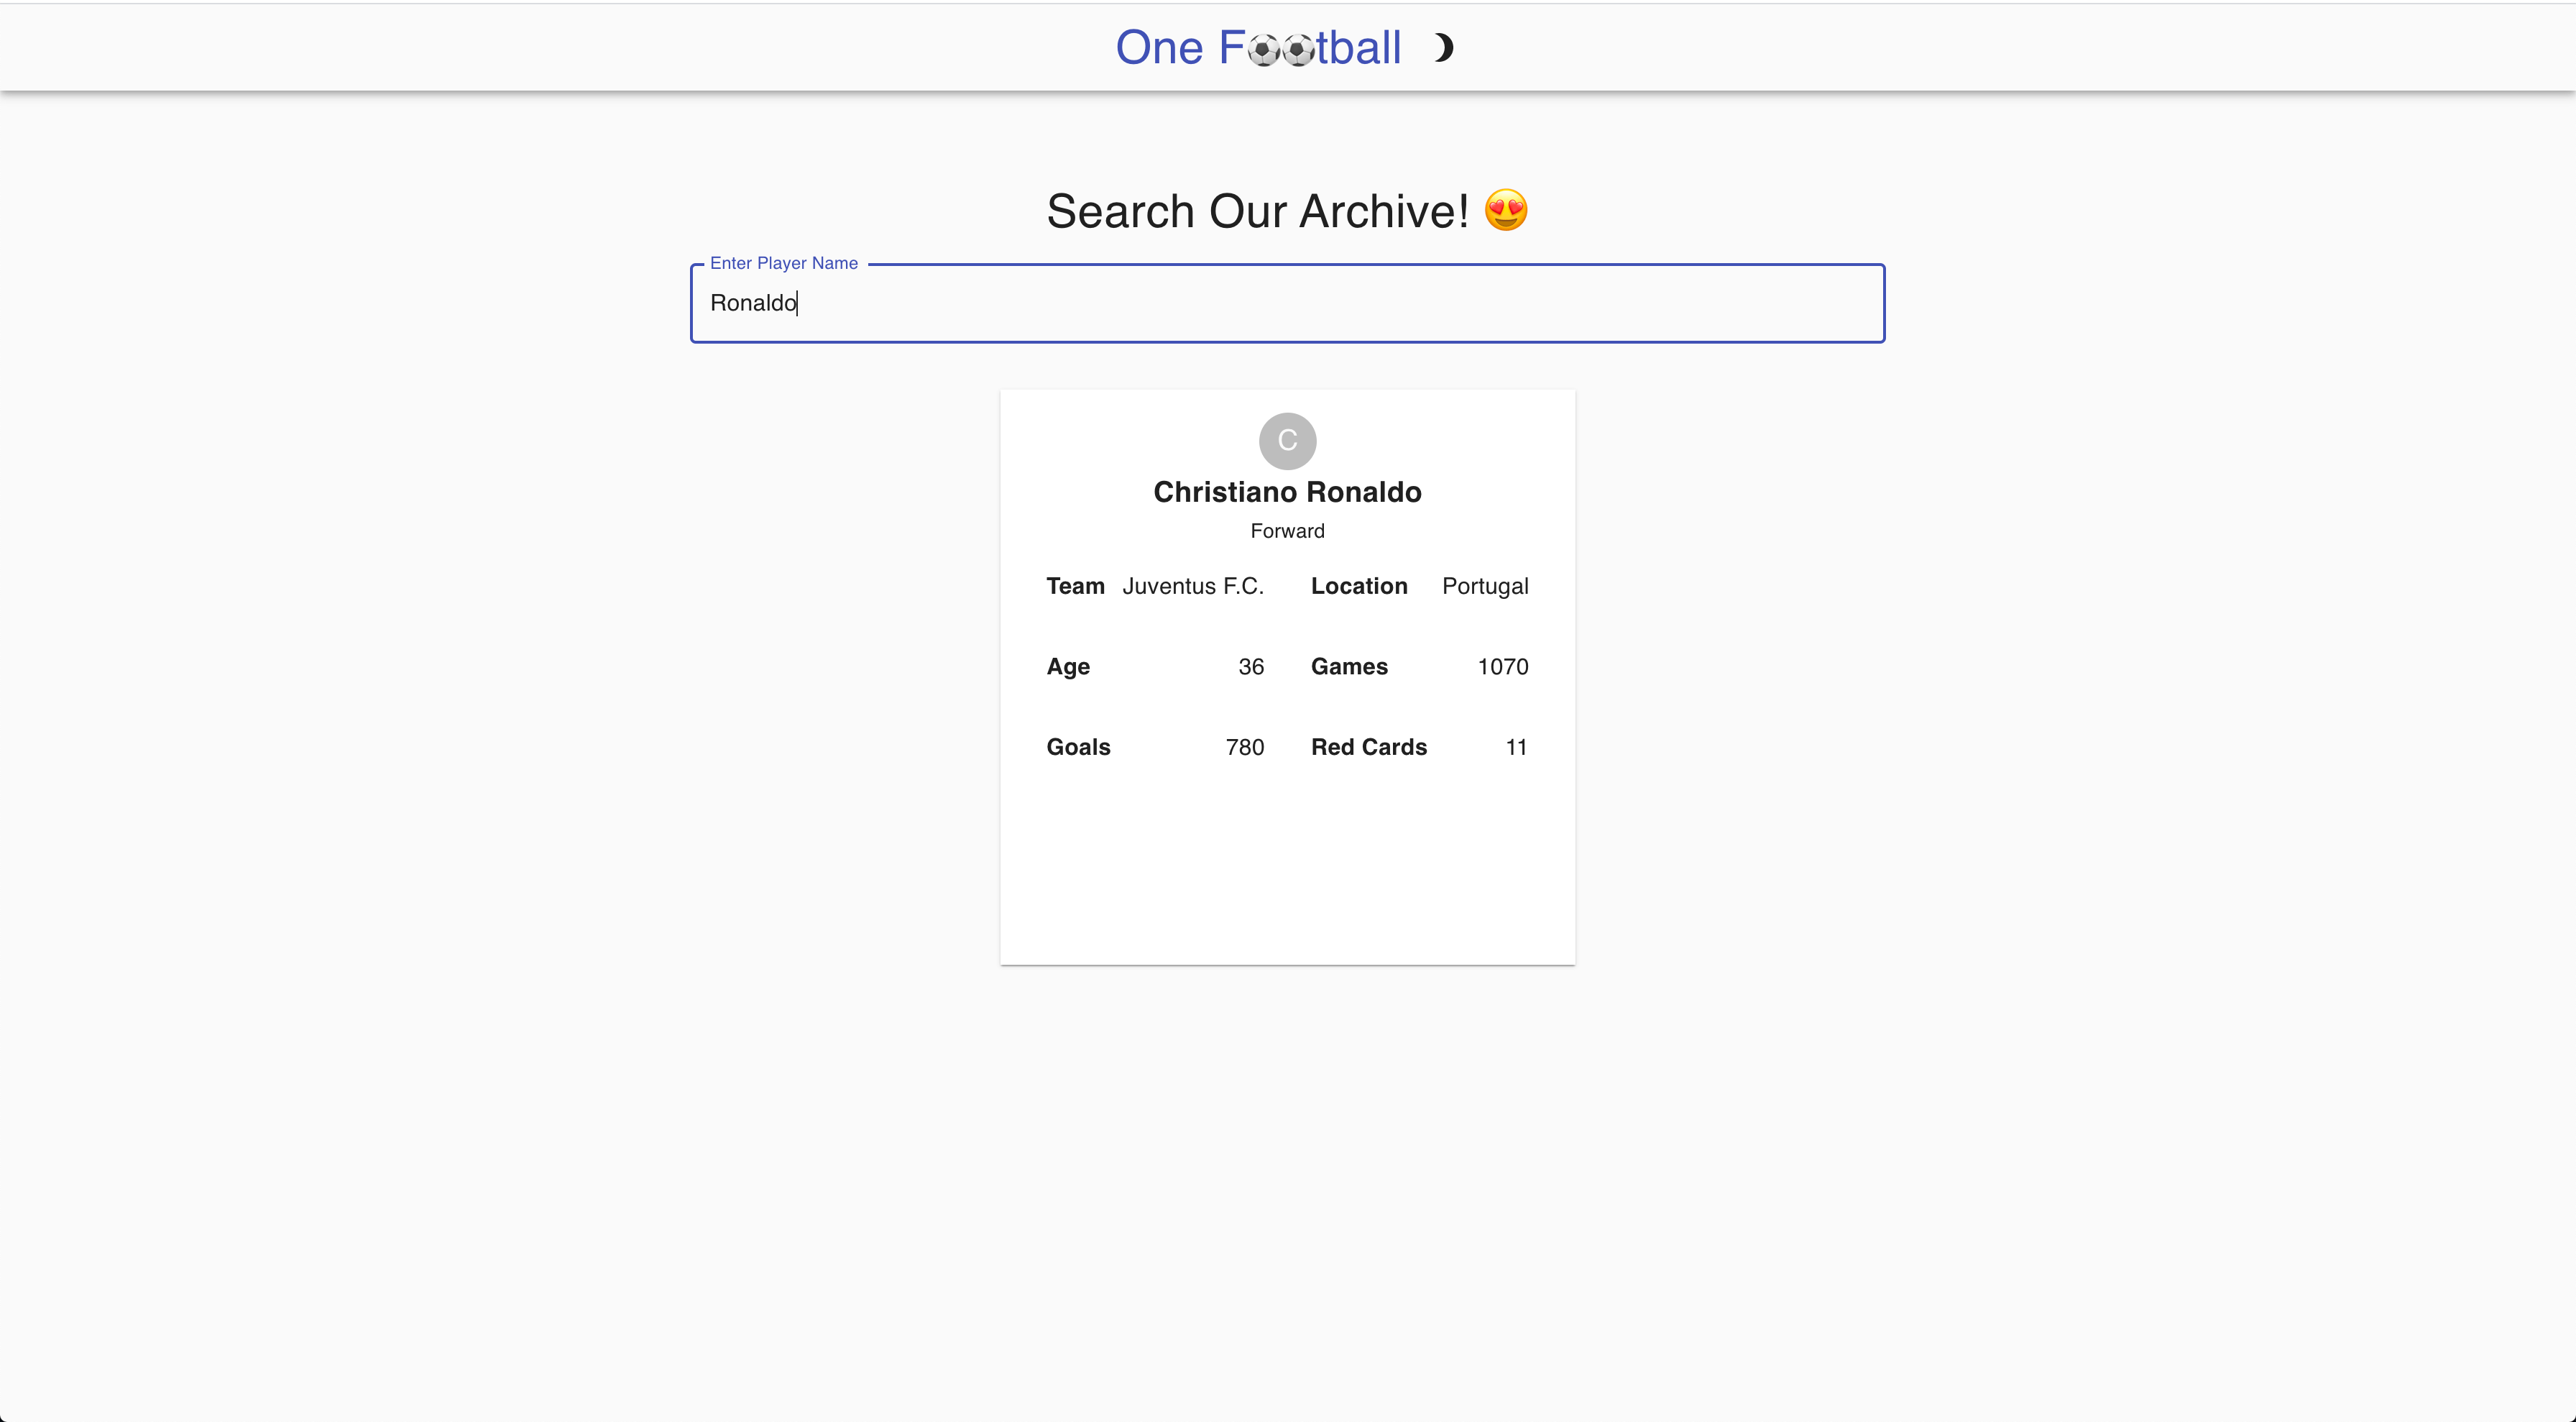 One F⚽⚽tball
Search Our Archive! 😍
Enter Player Name
Ronaldo
C
Christiano Ronaldo
Forward
Team Juventus F.C. Location Portugal
Age 36 Games 1070
Goals 780 Red Cards 11